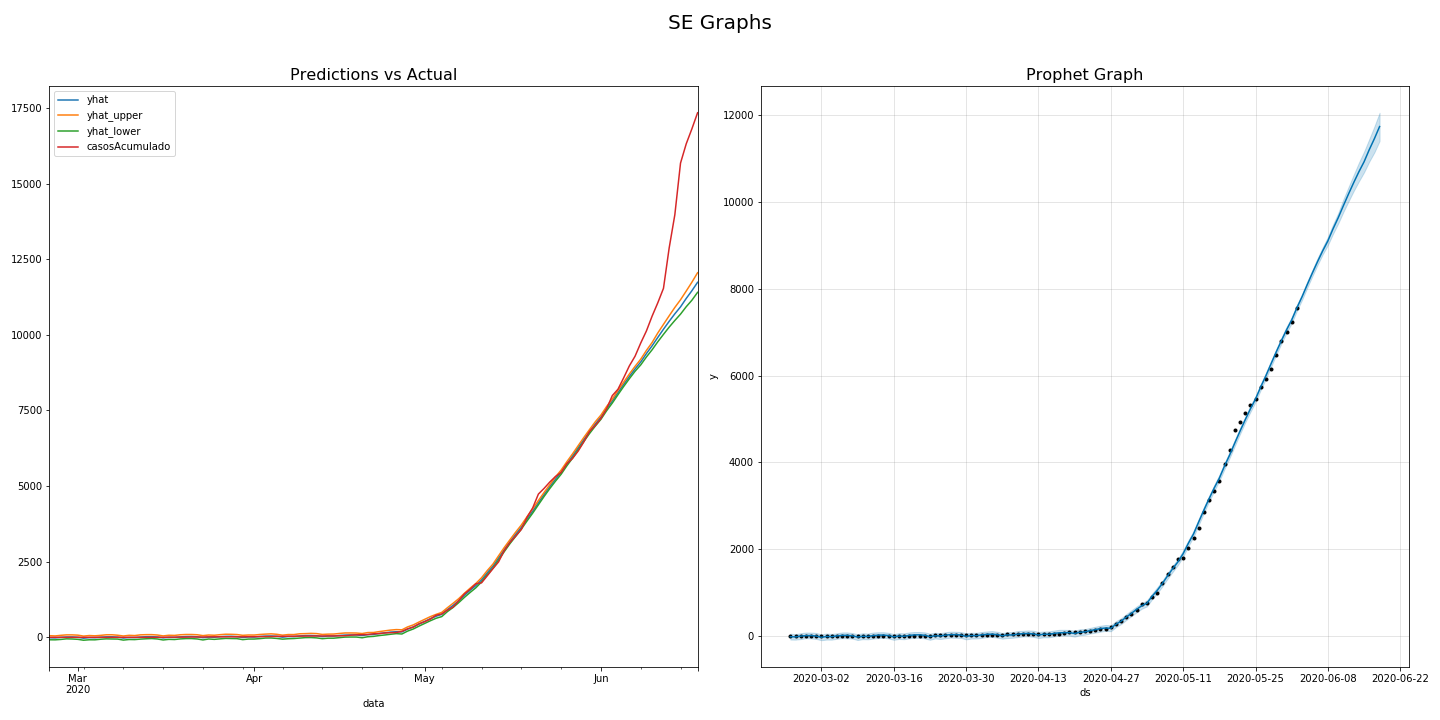 SE Graphs
Predictions vs Actual
yhat
yhat_upper
yhat_lower
casosAcumulado
17500
15000
12500
10000
7500
5000
2500
0
Mar
2020
Apr
May
Jun
data
Prophet Graph
12000
10000
8000
6000
4000
2000
0
y
2020-03-02
2020-03-16
2020-03-30
2020-04-13
2020-04-27
2020-05-11
2020-05-25
2020-06-08
2020-06-22
ds